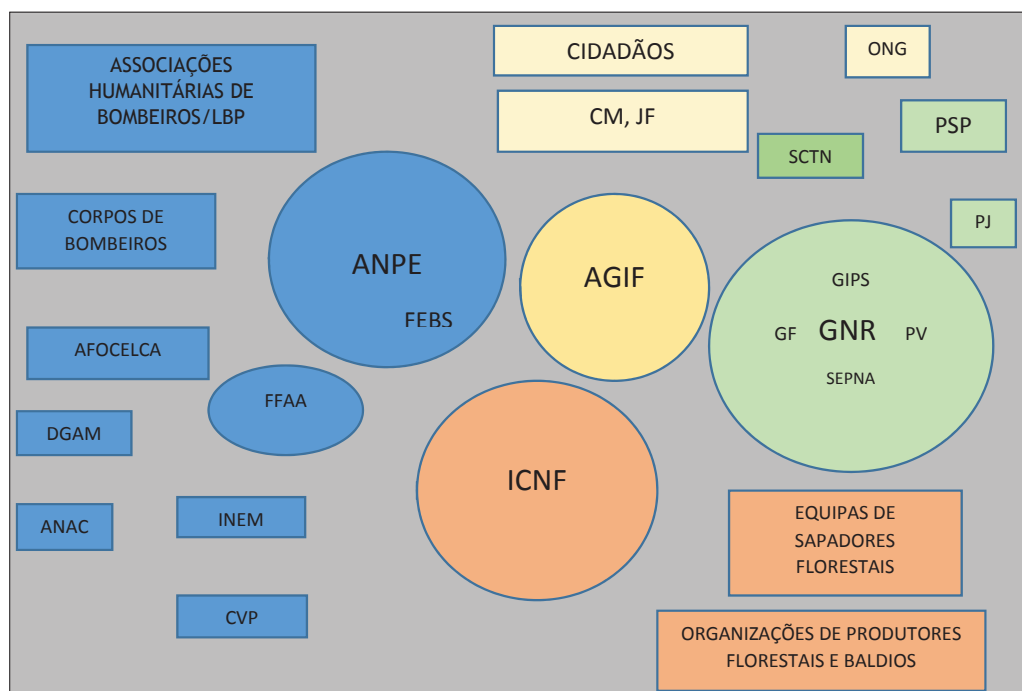 ASSOCIAÇÕES
HUMANITÁRIAS DE
BOMBEIROS/LBP
CIDADÃOS
ONG
CM, JF
PSP
SCTN
CORPOS DE
BOMBEIROS
PJ
ANPE
FEBS
AGIF
GIPS
GF GNR PV
SEPNA
AFOCELCA
FFAA
DGAM
ICNF
ANAC
INEM
EQUIPAS DE
SAPADORES
FLORESTAIS
CVP
ORGANIZAÇÕES DE PRODUTORES
FLORESTAIS E BALDIOS